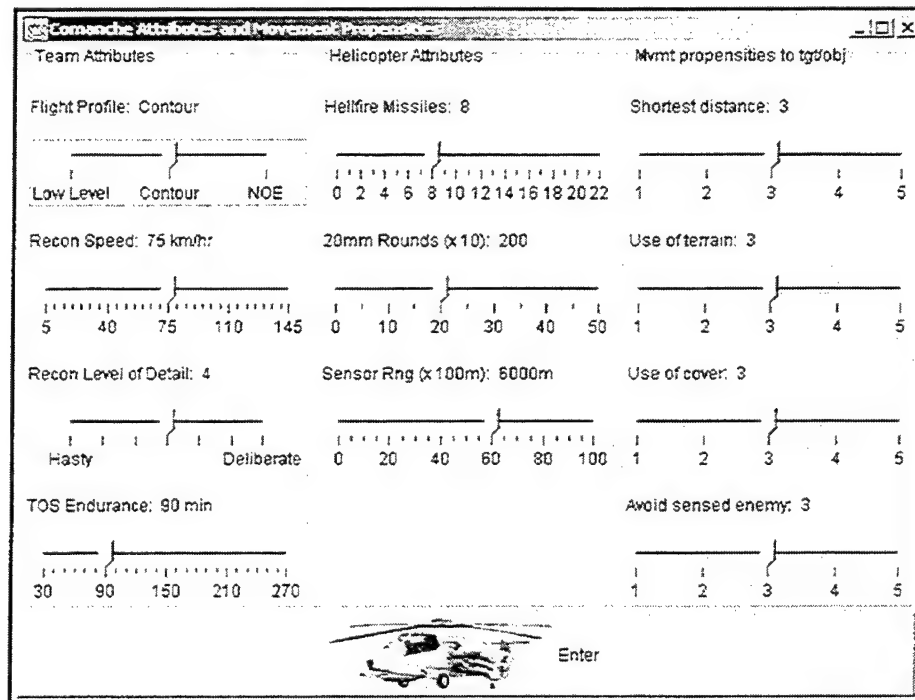 Comanche Attributes and Movement Propensities
Team Attributes
Flight Profile: Contour
Low Level Contour NOE
Recon Speed: 75 km/hr
5 40 75 110 145
Recon Level of Detail: 4
Hasty Deliberate
TOS Endurance: 90 min
30 90 150 210 270
Helicopter Attributes
Hellfire Missiles: 8
0 2 4 6 8 10 12 14 16 18 20 22
20mm Rounds (x 10): 200
0 10 20 30 40 50
Sensor Rng (x 100m): 6000m
0 20 40 60 80 100
Mvmt propensities to tgt/obj
Shortest distance: 3
1 2 3 4 5
Use of terrain: 3
1 2 3 4 5
Use of cover: 3
1 2 3 4 5
Avoid sensed enemy: 3
1 2 3 4 5
Enter